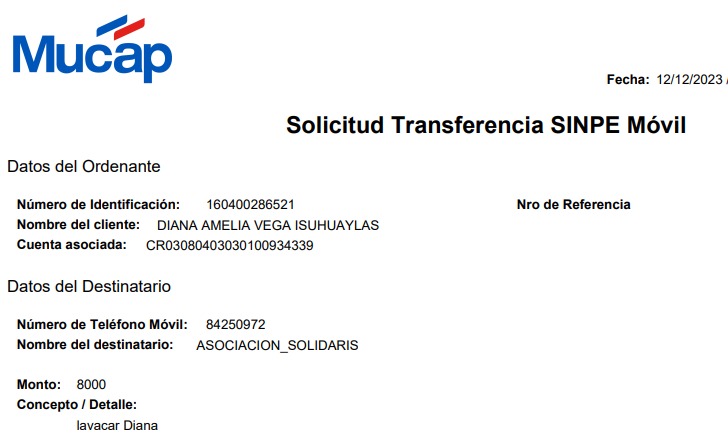 Mucap
Fecha: 12/12/2023 /
Solicitud Transferencia SINPE Móvil
Datos del Ordenante
Número de Identificación: 160400286521 Nro de Referencia
Nombre del cliente: DIANA AMELIA VEGA ISUHUAYLAS
Cuenta asociada: CR03080403030100934339
Datos del Destinatario
Número de Teléfono Móvil: 84250972
Nombre del destinatario: ASOCIACION_SOLIDARIS
Monto: 8000
Concepto / Detalle:
lavacar Diana